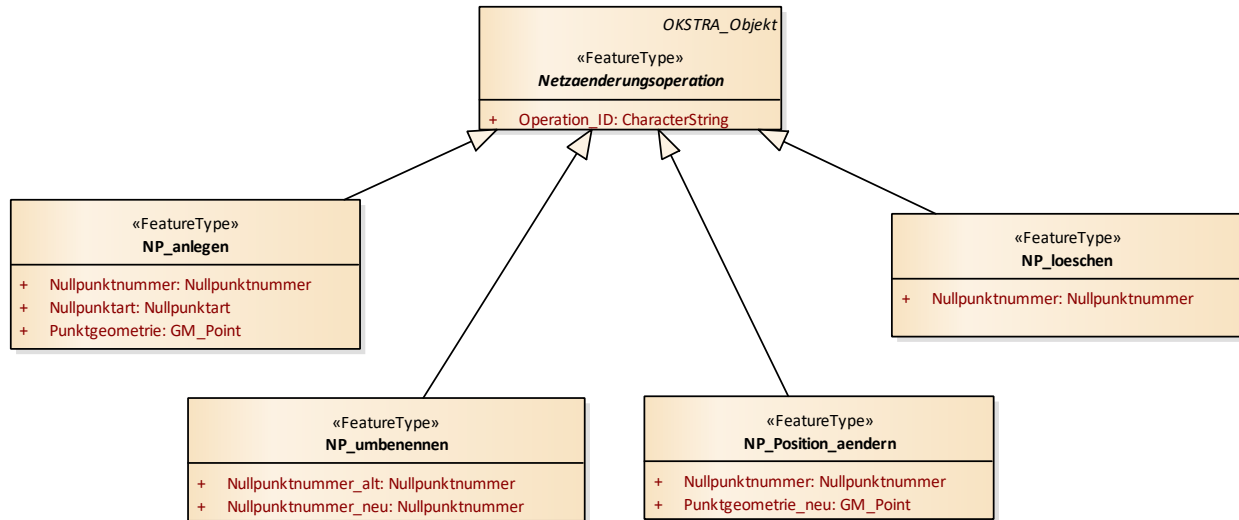 OKSTRA_Objekt
«FeatureType»
Netzaenderungsoperation
+ Operation_ID: CharacterString
«FeatureType»
NP_anlegen
+ Nullpunktnummer: Nullpunktnummer
+ Nullpunktart: Nullpunktart
+ Punktgeometrie: GM_Point
«FeatureType»
NP_loeschen
+ Nullpunktnummer: Nullpunktnummer
«FeatureType»
NP_umbenennen
+ Nullpunktnummer_alt: Nullpunktnummer
+ Nullpunktnummer_neu: Nullpunktnummer
«FeatureType»
NP_Position_aendern
+ Nullpunktnummer: Nullpunktnummer
+ Punktgeometrie_neu: GM_Point